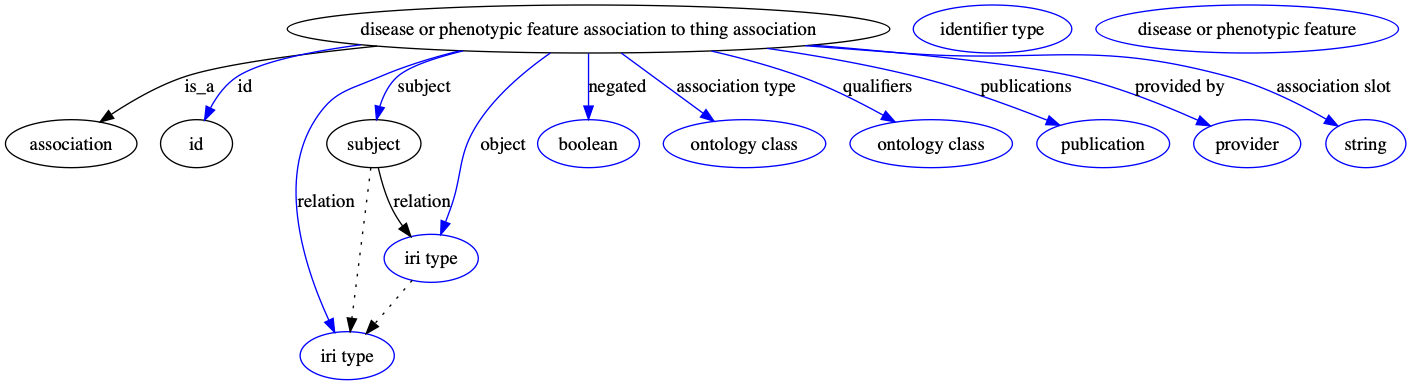 disease or phenotypic feature association to thing association
identifier type
disease or phenotypic feature
is_a
id
subject
object
negated
association type
qualifiers
publications
provided by
association slot
association
id
subject
boolean
ontology class
ontology class
publication
provider
string
relation
relation
iri type
iri type